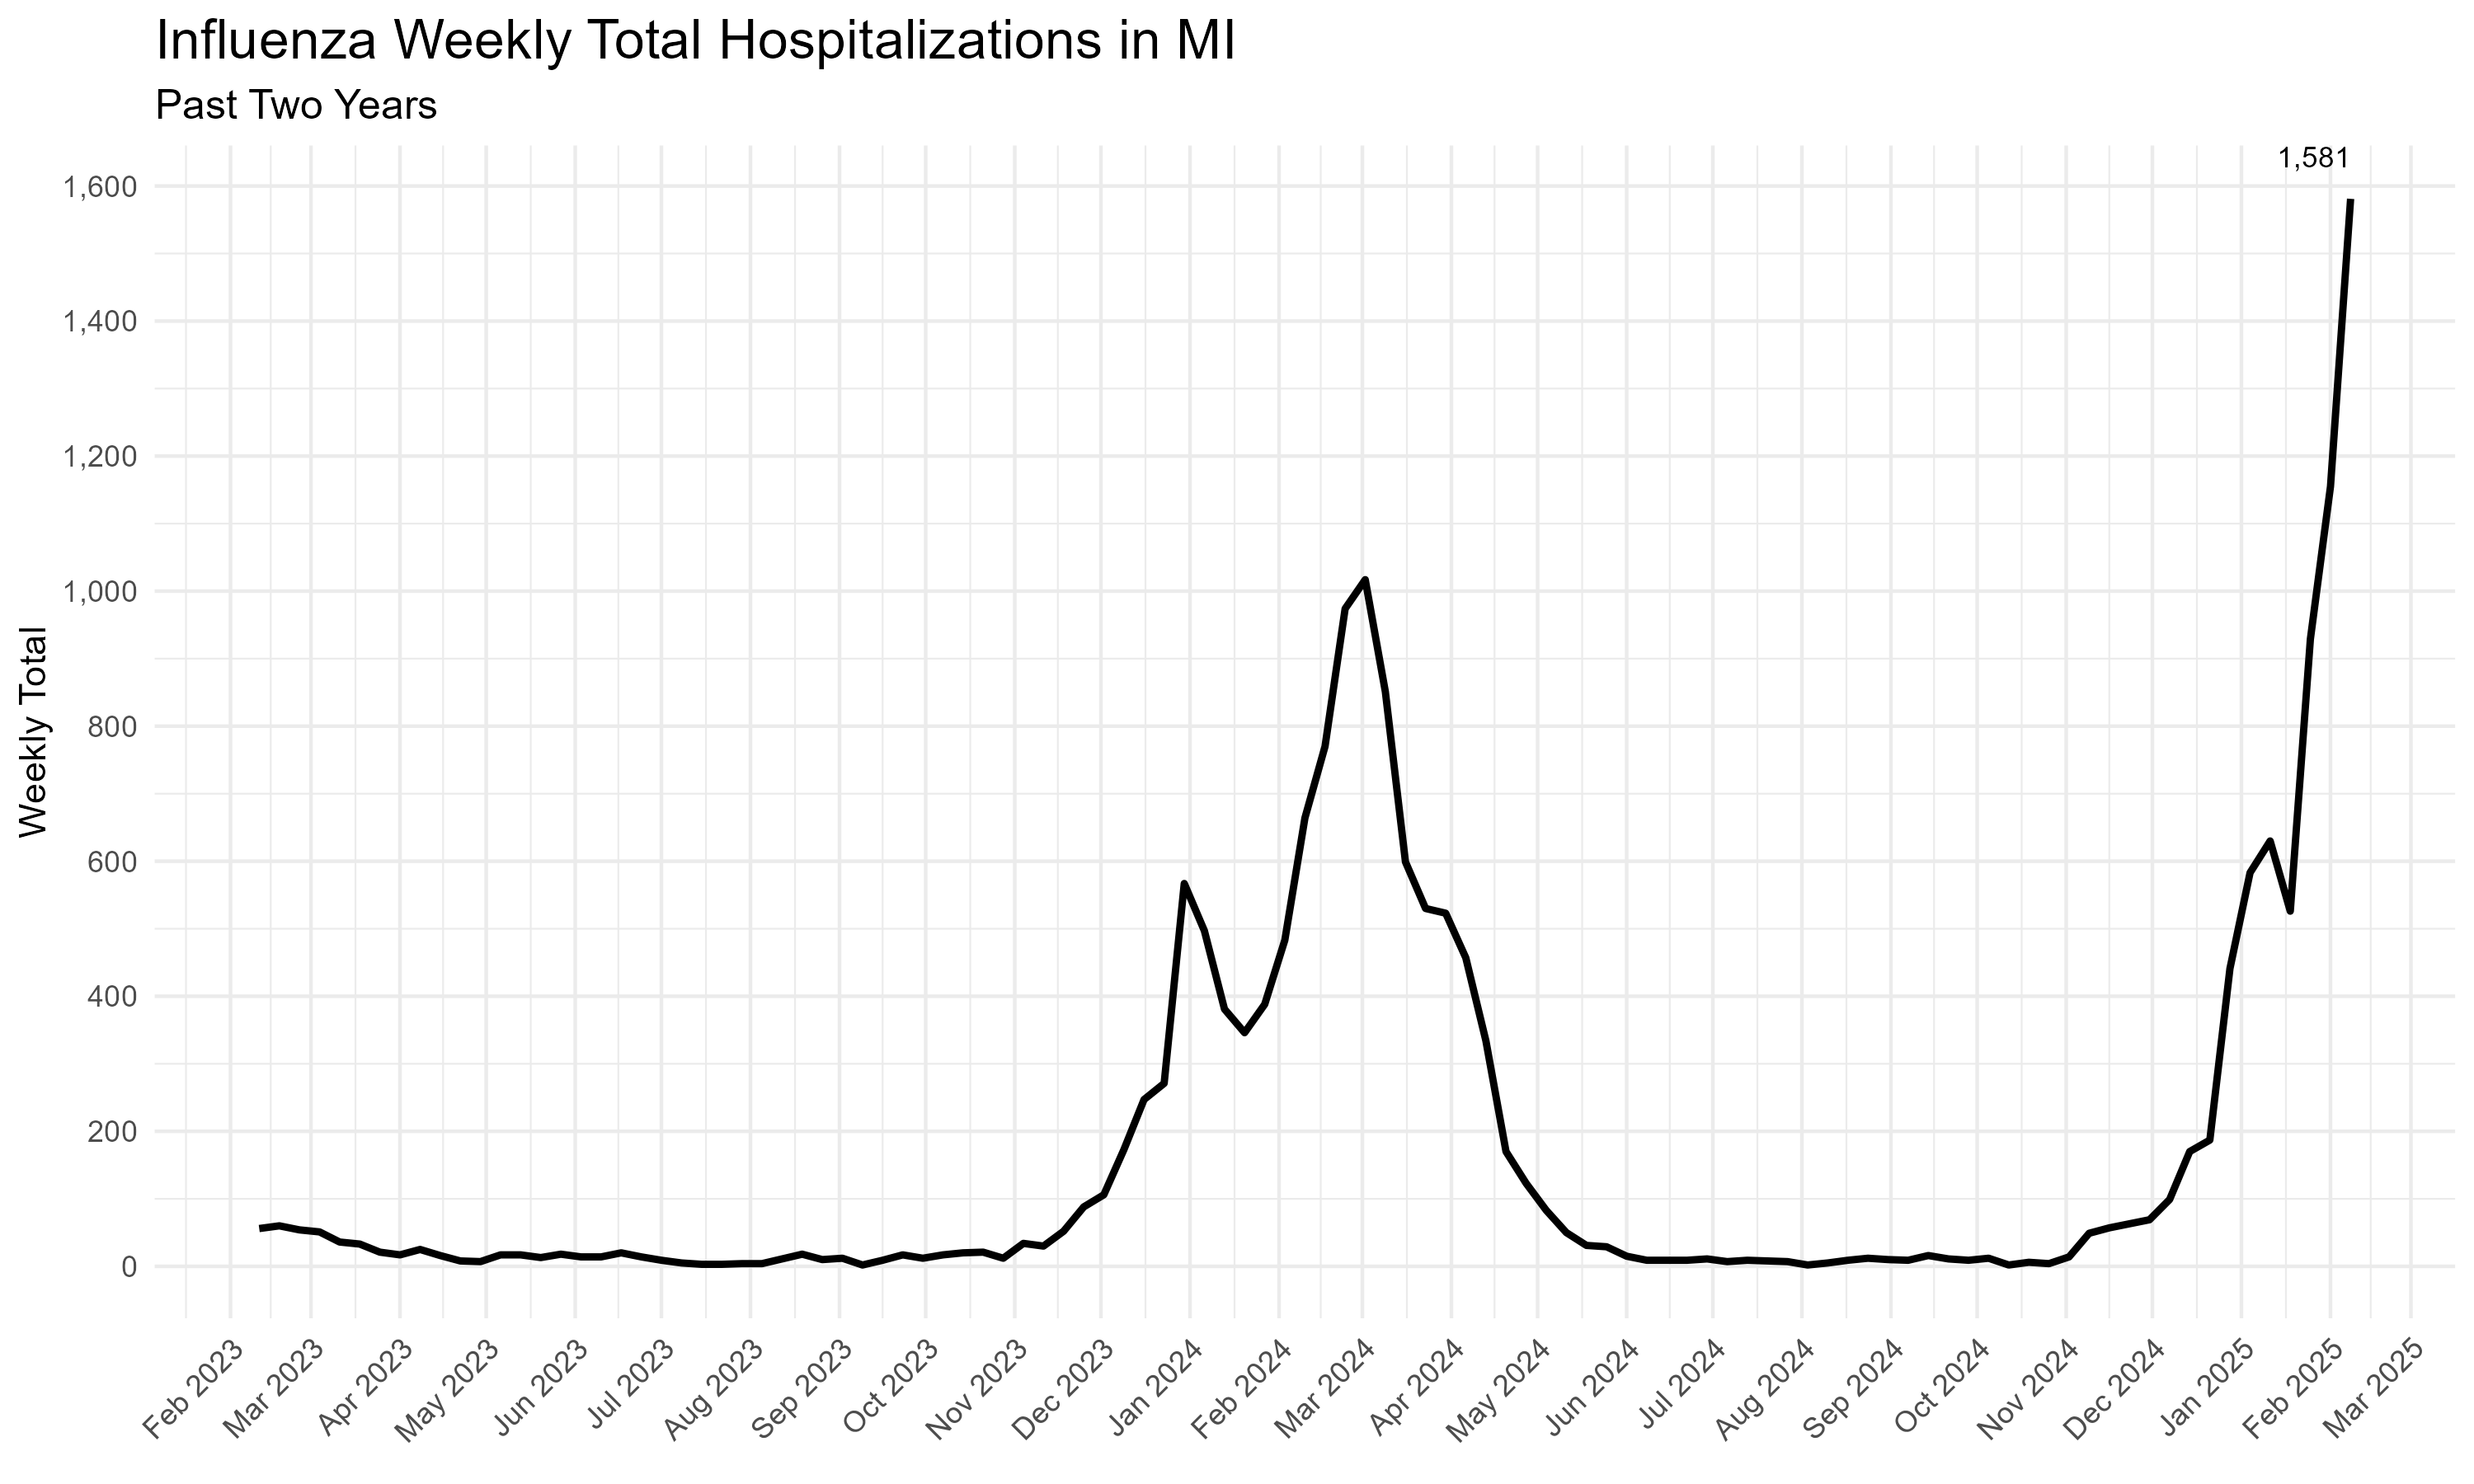 Influenza Weekly Total Hospitalizations in MI
Past Two Years
1,581
Weekly Total
1,600
1,400
1,200
1,000
800
600
400
200
0
Feb 2023
Mar 2023
Apr 2023
May 2023
Jun 2023
Jul 2023
Aug 2023
Sep 2023
Oct 2023
Nov 2023
Dec 2023
Jan 2024
Feb 2024
Mar 2024
Apr 2024
May 2024
Jun 2024
Jul 2024
Aug 2024
Sep 2024
Oct 2024
Nov 2024
Dec 2024
Jan 2025
Feb 2025
Mar 2025